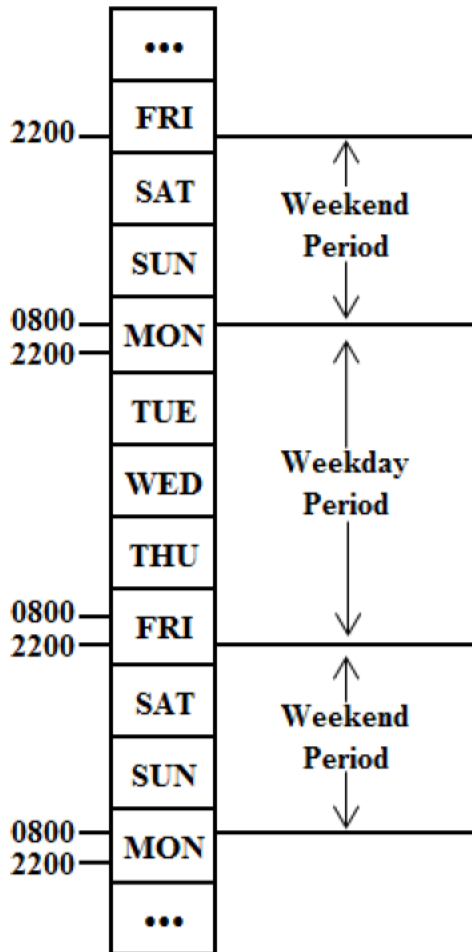 •••
2200 FRI
SAT Weekend
Period
SUN
0800 MON
2200
TUE
WED Weekday
Period
THU
0800 FRI
2200
SAT Weekend
Period
SUN
0800 MON
2200
•••